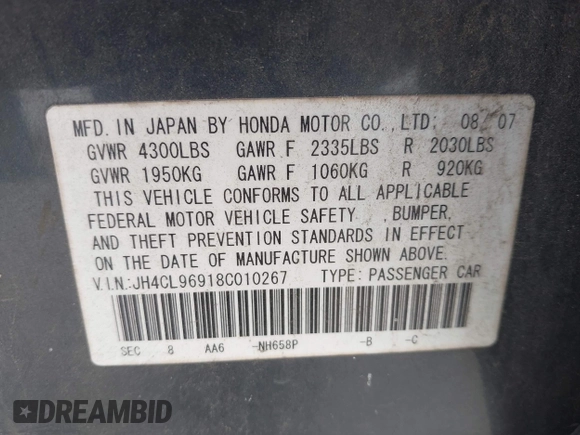 MFD. IN JAPAN BY HONDA MOTOR CO., LTD. 08/07
GVWR 4300LBS GAWR F 2335LBS R 2030LBS
GVWR 1950KG GAWR F 1060KG R 920KG
THIS VEHICLE CONFORMS TO ALL APPLICABLE
FEDERAL MOTOR VEHICLE SAFETY , BUMPER,
AND THEFT PREVENTION STANDARDS IN EFFECT
ON THE DATE OF MANUFACTURE SHOWN ABOVE.
V.I.N.:JH4CL96918C010267 TYPE: PASSENGER CAR
SEC 8 AA6 -NH658P -B -C
DREAMBID